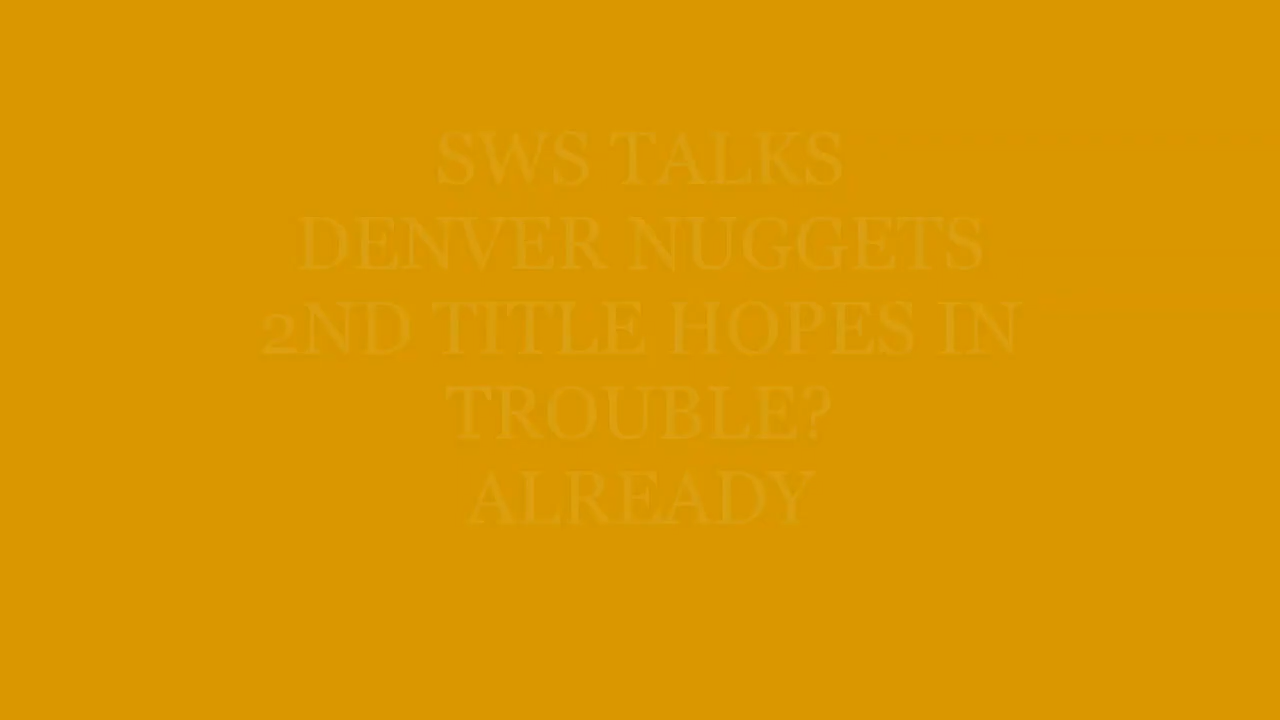 SWS TALKS
DENVER NUGGETS
2ND TITLE HOPES IN
TROUBLE?
ALREADY